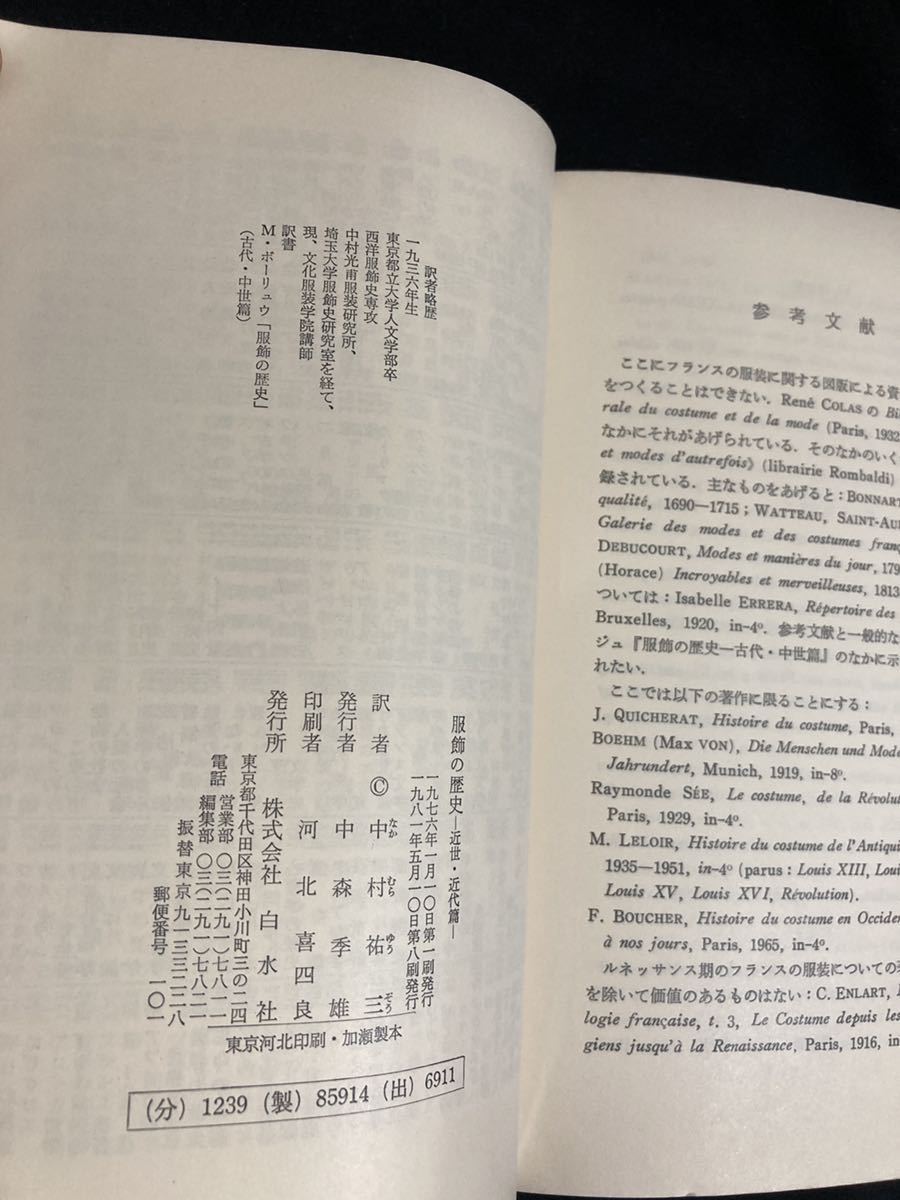 訳者略歴
一九三六年生
東京都立大学人文学部卒
西洋服飾史専攻
中村光甫服装研究所、
埼玉大学服飾史研究室を経て、
現、文化服装学院講師
訳書
M・ボーリュウ「服飾の歴史」
(古代・中世篇)
服飾の歴史―近世・近代篇―
一九七六年一月一〇日第一刷発行
一九八一年五月一〇日第八刷発行
訳者 © 中村祐三
なか むら ゆう ぞう
発行者 中森季雄
印刷者 河北喜四良
発行所 株式会社 白水社
東京都千代田区神田小川町三の二四
電話 営業部 〇三(二九一)七八一一
編集部 〇三(二九一)七八二一
振替東京九―三三二二八
郵便番号 一〇一
東京河北印刷・加瀬製本
(分) 1239 (製) 85914 (出) 6911
参考文献
ここにフランスの服装に関する図版による資
をつくることはできない. René COLAS の Bi
rale du costume et de la mode (Paris, 1932
なかにそれがあげられている. そのなかのいく
et modes d'autrefois》 (librairie Rombaldi)
録されている. 主なものをあげると: BONNART
qualité, 1690—1715; WATTEAU, SAINT-AU
Galerie des modes et des costumes franç
DEBUCOURT, Modes et manières du jour, 179
(Horace) Incroyables et merveilleuses, 1813
ついては: Isabelle ERRERA, Répertoire des
Bruxelles, 1920, in-4º. 参考文献と一般的な
ジュ『服飾の歴史―古代・中世篇』のなかに示
れたい.
ここでは以下の著作に限ることにする:
J. QUICHERAT, Histoire du costume, Paris,
BOEHM (Max VON), Die Menschen und Mode
Jahrundert, Munich, 1919, in-8º.
Raymonde SÉE, Le costume, de la Révolu
Paris, 1929, in-4º.
M. LELOIR, Histoire du costume de l'Antiqui
1935—1951, in-4º (parus: Louis XIII, Loui
Louis XV, Louis XVI, Révolution).
F. BOUCHER, Histoire du costume en Occiden
à nos jours, Paris, 1965, in-4º.
ルネッサンス期のフランスの服装についての
を除いて価値のあるものはない: C. ENLART,
logie française, t. 3, Le Costume depuis les
giens jusqu'à la Renaissance, Paris, 1916, in